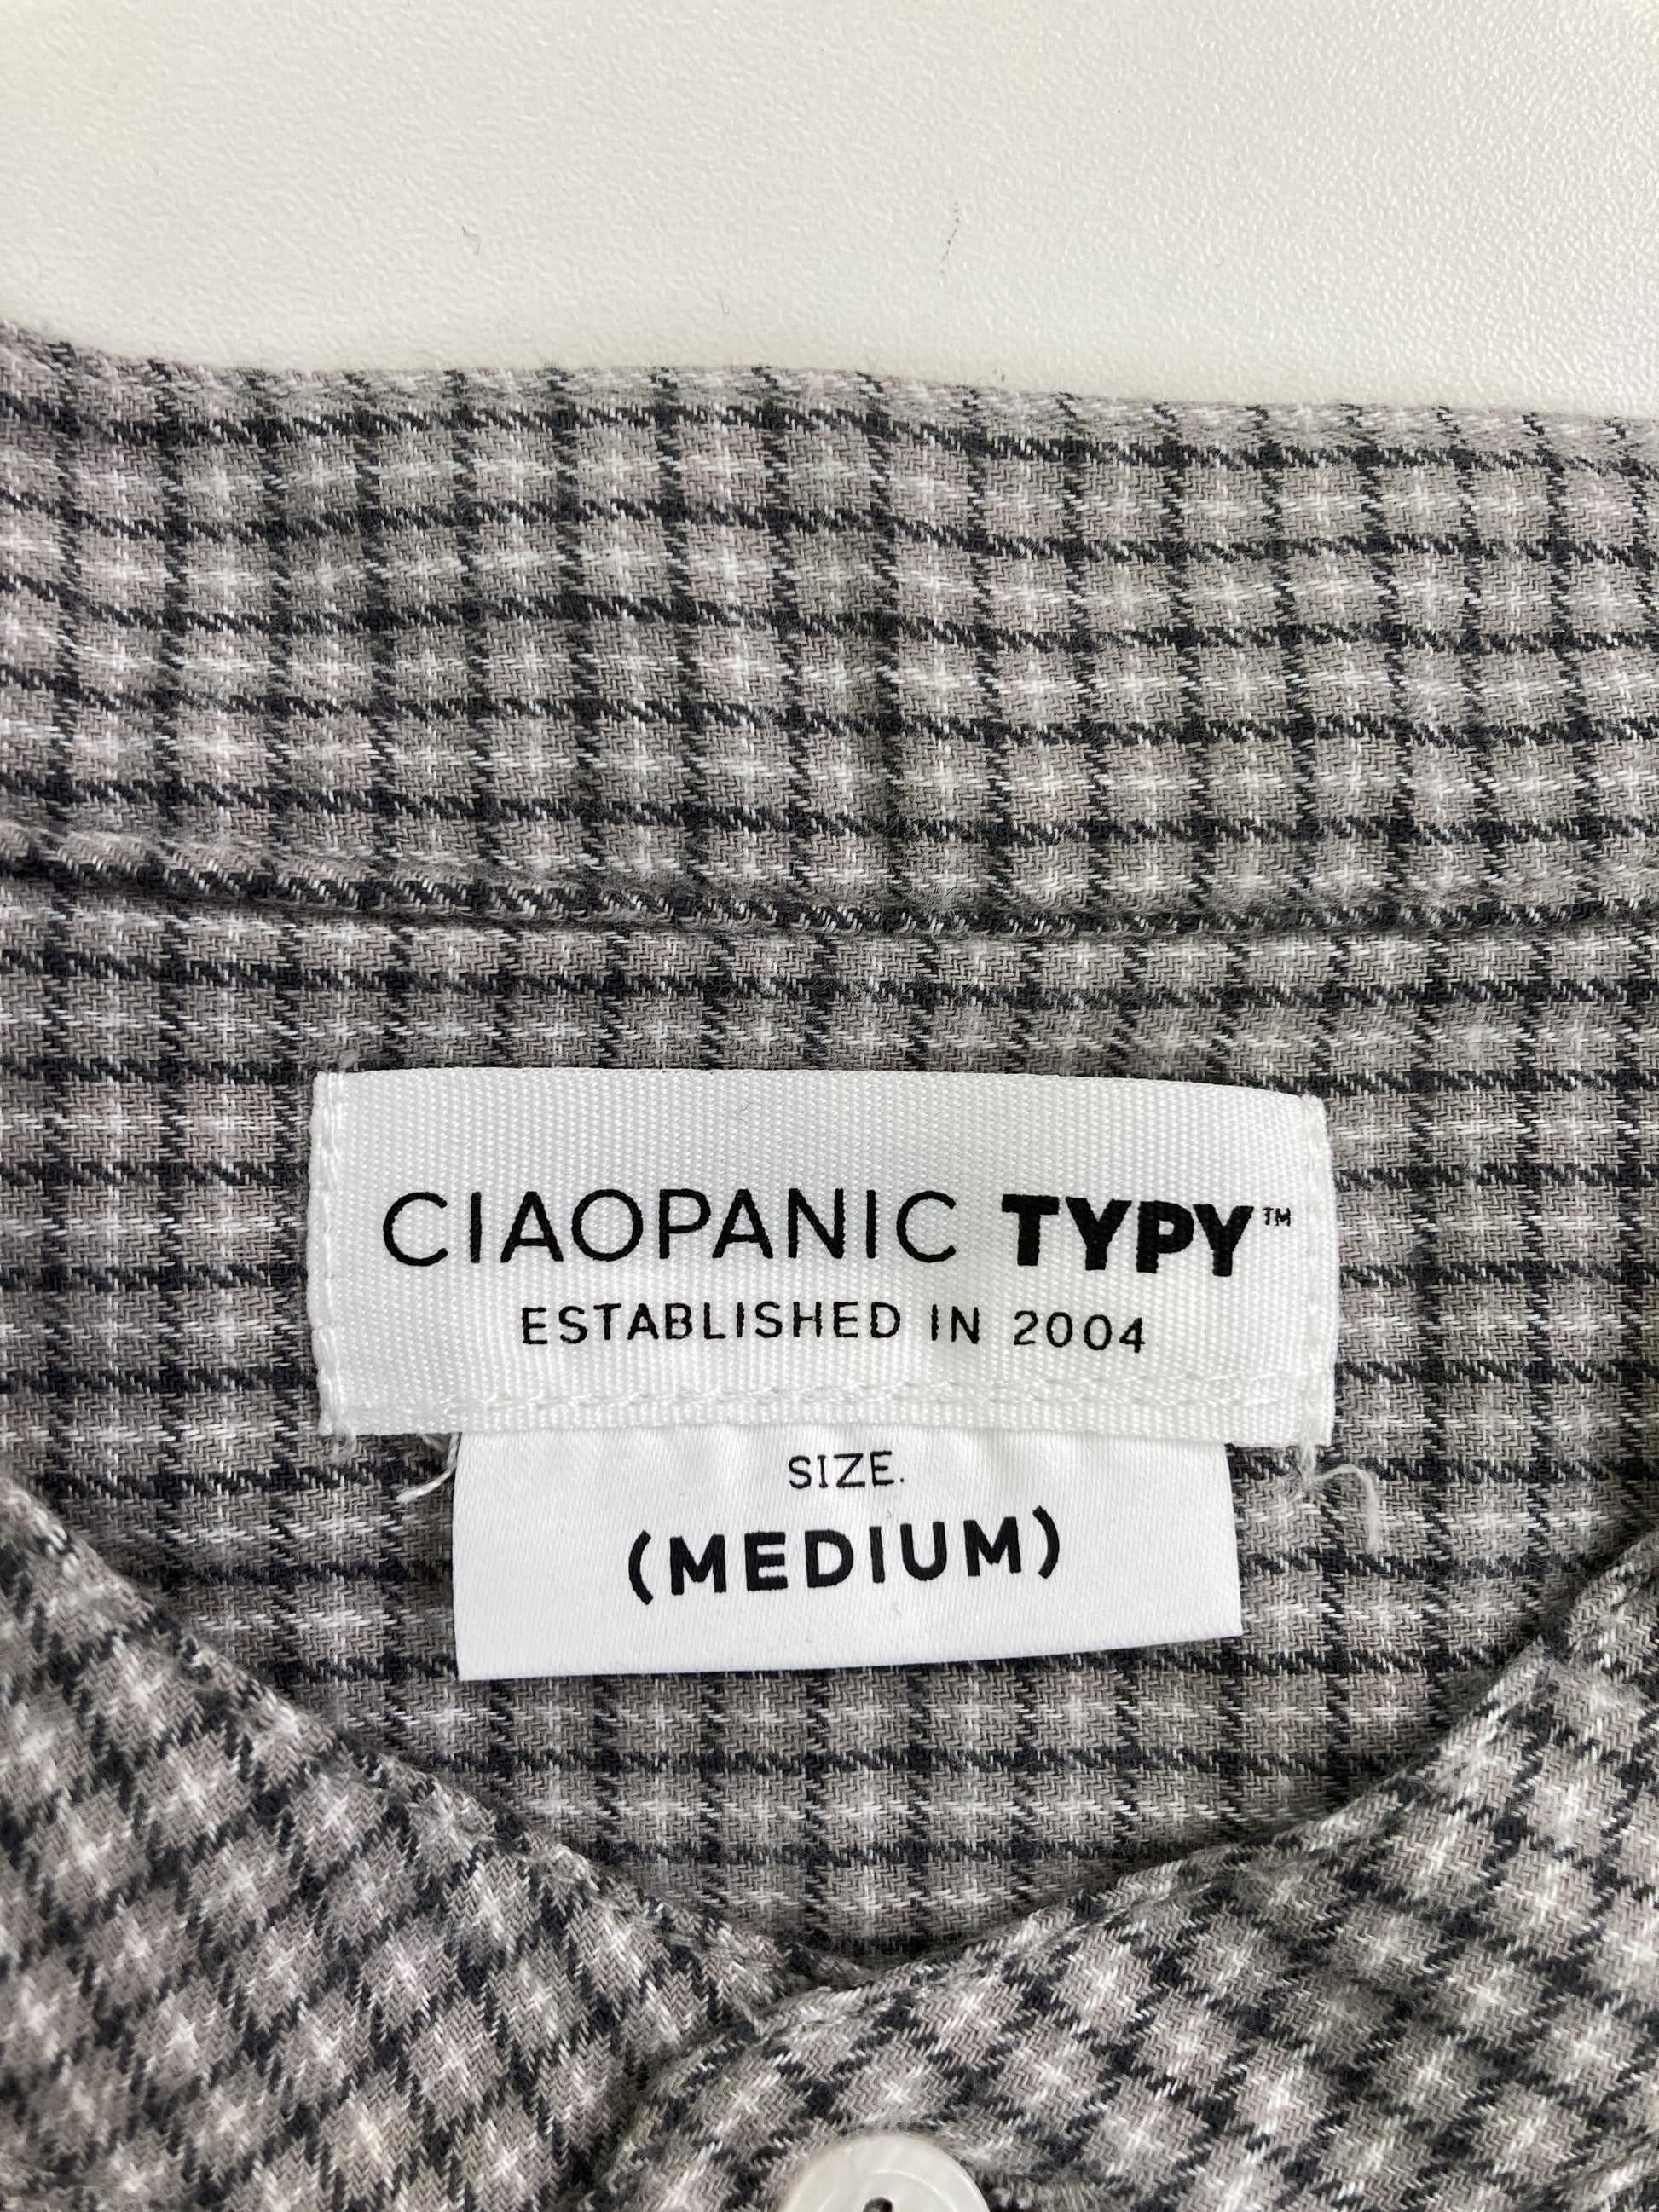 CIAOPANIC TYPY™
ESTABLISHED IN 2004
SIZE.
(MEDIUM)